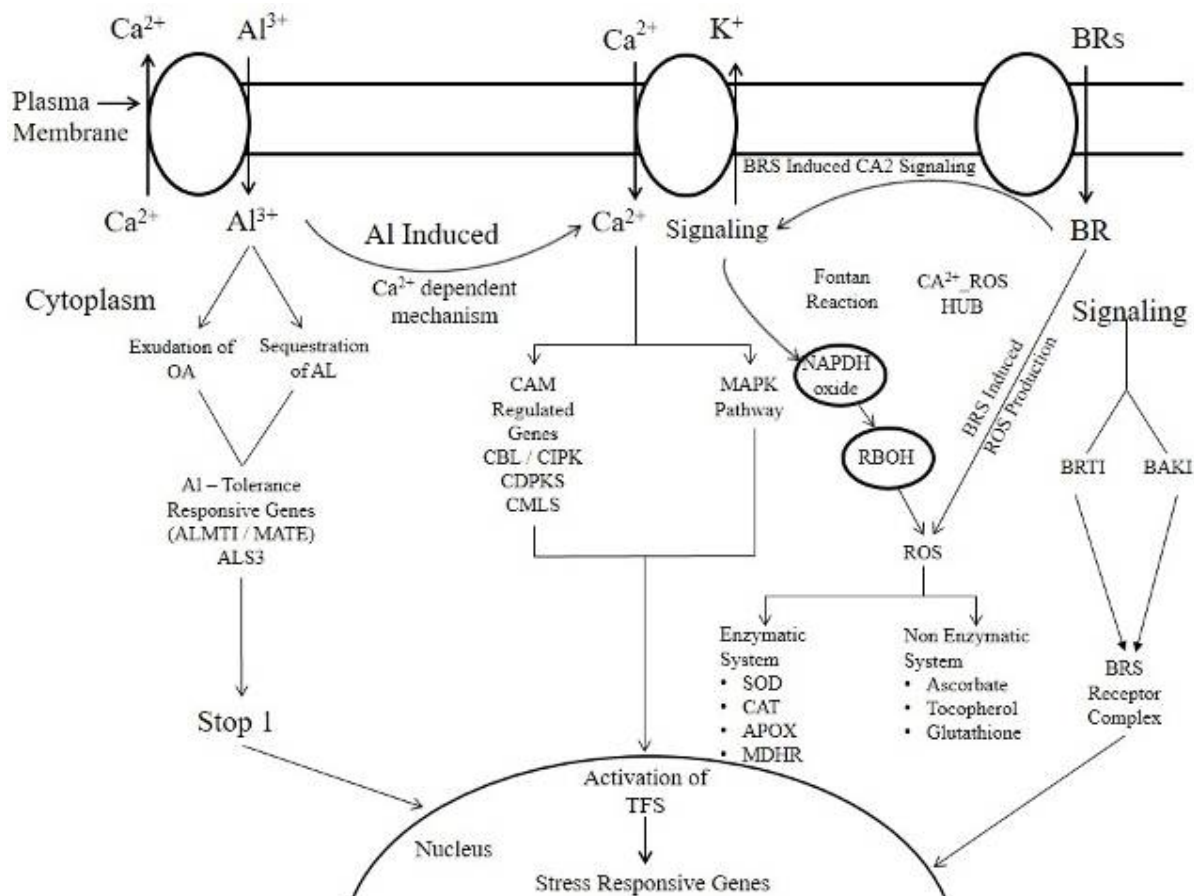 Ca²⁺
Al³⁺
Ca²⁺
K⁺
BRs
Plasma
Membrane
BRS Induced CA2 Signaling
Ca²⁺
Al³⁺
Al Induced
Ca²⁺
Signaling
BR
Ca²⁺ dependent
mechanism
Cytoplasm
Fontan
Reaction
CA²⁺_ROS
HUB
Signaling
Exudation of
OA
Sequestration
of AL
CAM
Regulated
Genes
CBL / CIPK
CDPKS
CMLS
MAPK
Pathway
NAPDH
oxide
RBOH
BRS Induced
ROS Production
BRTI
BAKI
Al – Tolerance
Responsive Genes
(ALMTI / MATE)
ALS3
ROS
Enzymatic
System
• SOD
• CAT
• APOX
• MDHR
Non Enzymatic
System
• Ascorbate
• Tocopherol
• Glutathione
BRS
Receptor
Complex
Stop 1
Activation of
TFS
Nucleus
Stress Responsive Genes